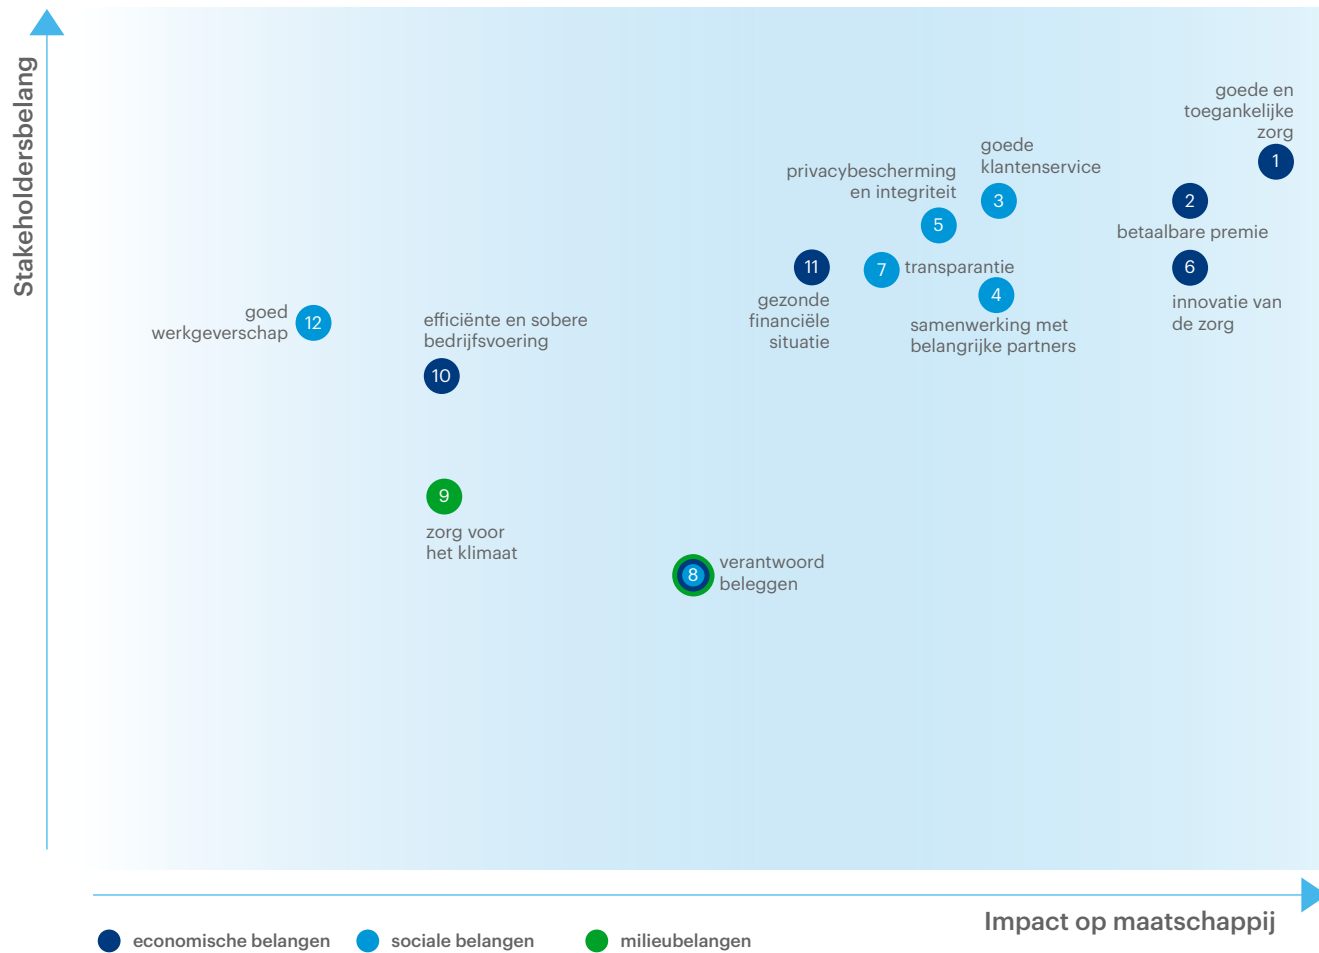 Stakeholdersbelang
goede en
toegankelijke
zorg
1
goede
klantenservice
3
privacybescherming
en integriteit
5
2
betaalbare premie
11
gezonde
financiële
situatie
7
transparantie
6
innovatie van
de zorg
4
samenwerking met
belangrijke partners
goed
werkgeverschap
12
efficiënte en sobere
bedrijfsvoering
10
9
zorg voor
het klimaat
8
verantwoord
beleggen
Impact op maatschappij
economische belangen
sociale belangen
milieubelangen